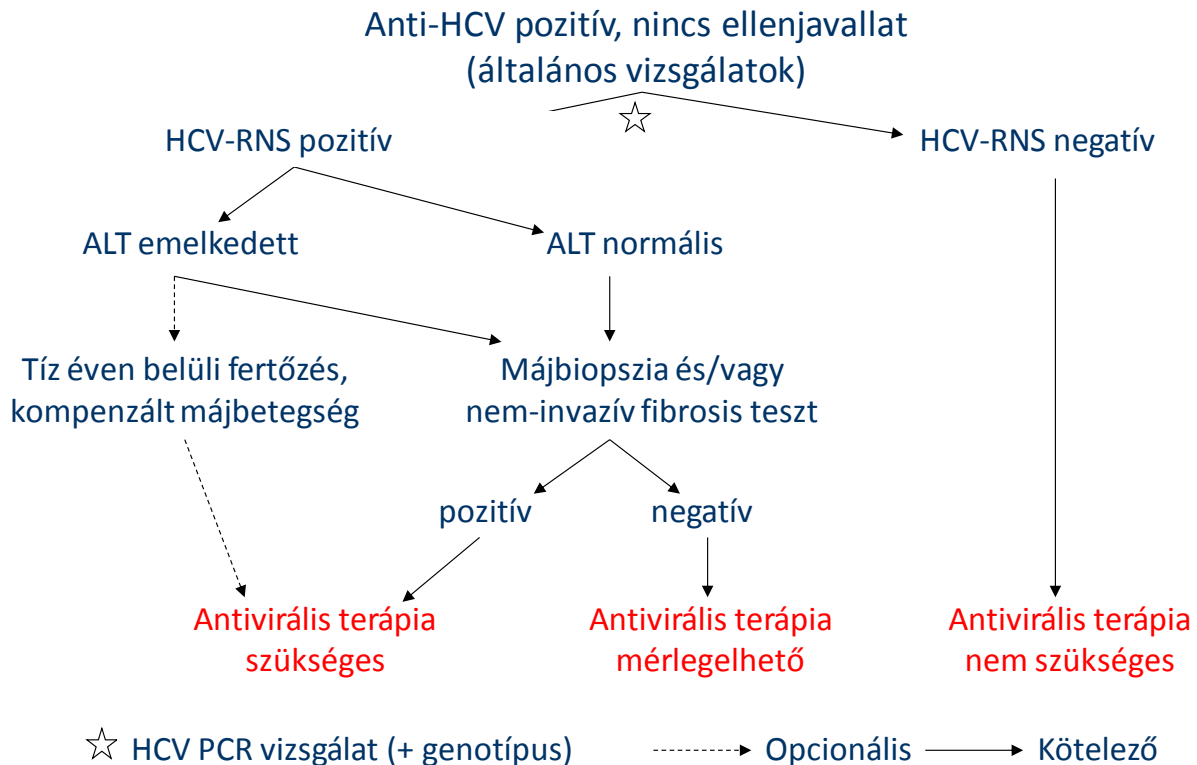 Anti-HCV pozitív, nincs ellenjavallat
(általános vizsgálatok)
HCV-RNS pozitív
HCV-RNS negatív
ALT emelkedett
ALT normális
Tíz éven belüli fertőzés,
kompenzált májbetegség
Májbiopszia és/vagy
nem-invazív fibrosis teszt
pozitív
negatív
Antivirális terápia
szükséges
Antivirális terápia
mérlegelhető
Antivirális terápia
nem szükséges
HCV PCR vizsgálat (+ genotípus)
Opcionális
Kötelező